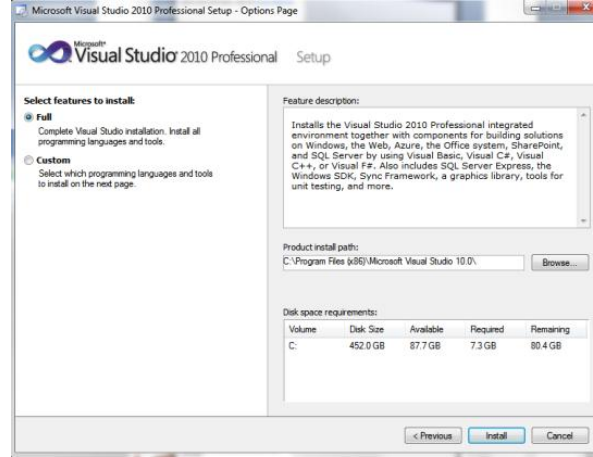 Microsoft Visual Studio 2010 Professional Setup - Options Page
Microsoft®
Visual Studio® 2010 Professional Setup
Select features to install:
Full
Complete Visual Studio installation. Install all
programming languages and tools.
Custom
Select which programming languages and tools
to install on the next page.
Feature description:
Installs the Visual Studio 2010 Professional integrated
environment together with components for building solutions
on Windows, the Web, Azure, the Office system, SharePoint,
and SQL Server by using Visual Basic, Visual C#, Visual
C++, or Visual F#. Also includes SQL Server Express, the
Windows SDK, Sync Framework, a graphics library, tools for
unit testing, and more.
Product install path:
C:\Program Files (x86)\Microsoft Visual Studio 10.0\ Browse...
Disk space requirements:
Volume Disk Size Available Required Remaining
C: 452.0 GB 87.7 GB 7.3 GB 80.4 GB
< Previous Install Cancel